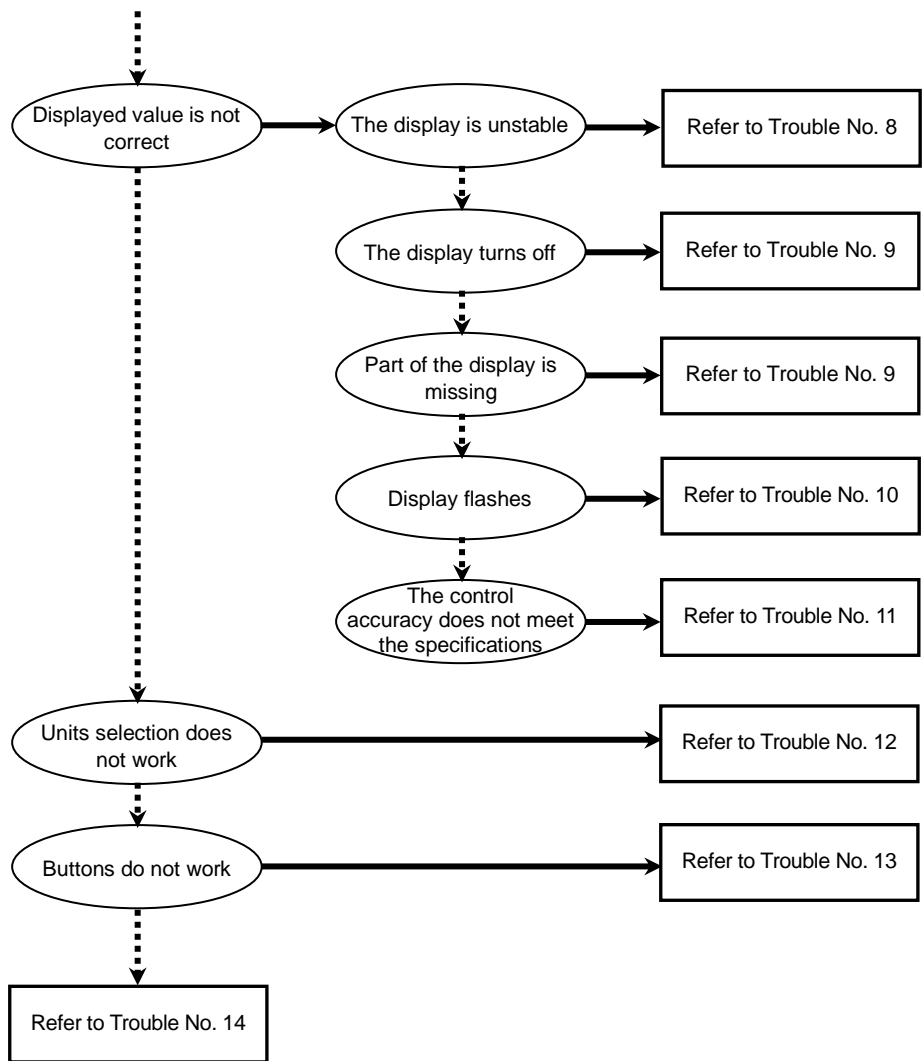 Displayed value is not
correct
The display is unstable
Refer to Trouble No. 8
The display turns off
Refer to Trouble No. 9
Part of the display is
missing
Refer to Trouble No. 9
Display flashes
Refer to Trouble No. 10
The control
accuracy does not meet
the specifications
Refer to Trouble No. 11
Units selection does
not work
Refer to Trouble No. 12
Buttons do not work
Refer to Trouble No. 13
Refer to Trouble No. 14